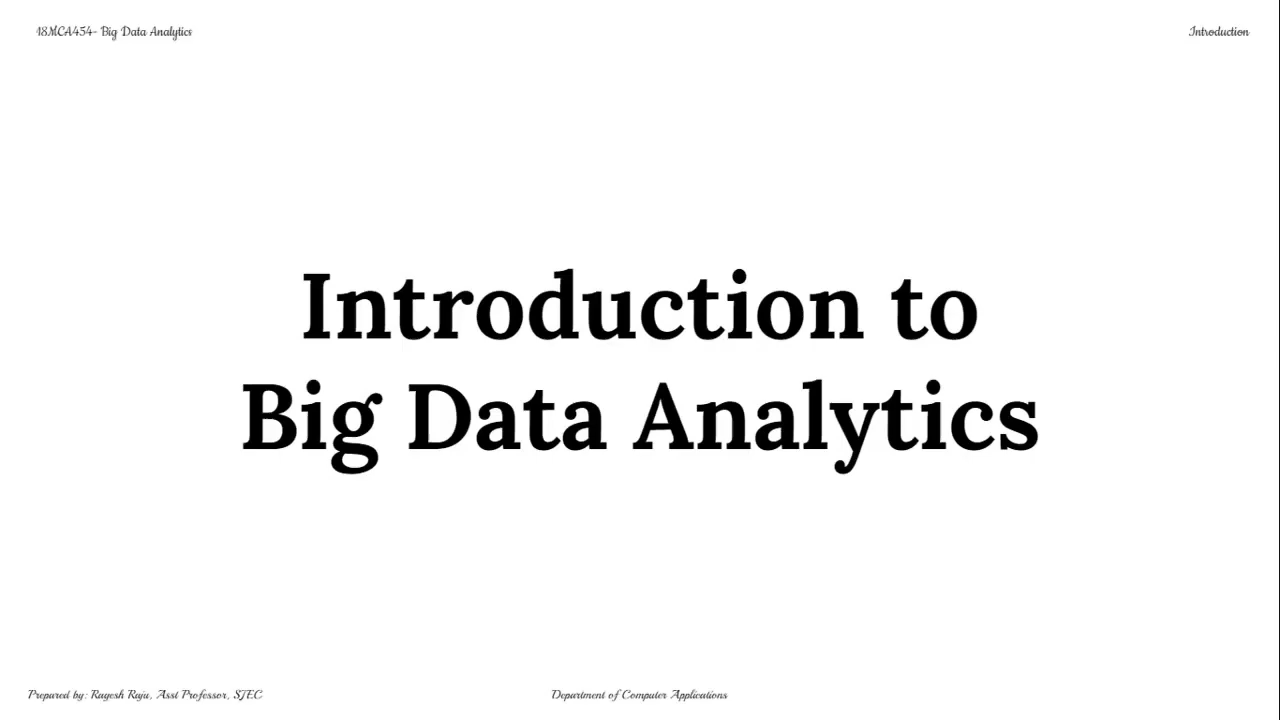 18MCA454- Big Data Analytics
Introduction
Introduction to
Big Data Analytics
Prepared by: Ragesh Raju, Asst Professor, SJEC
Department of Computer Applications